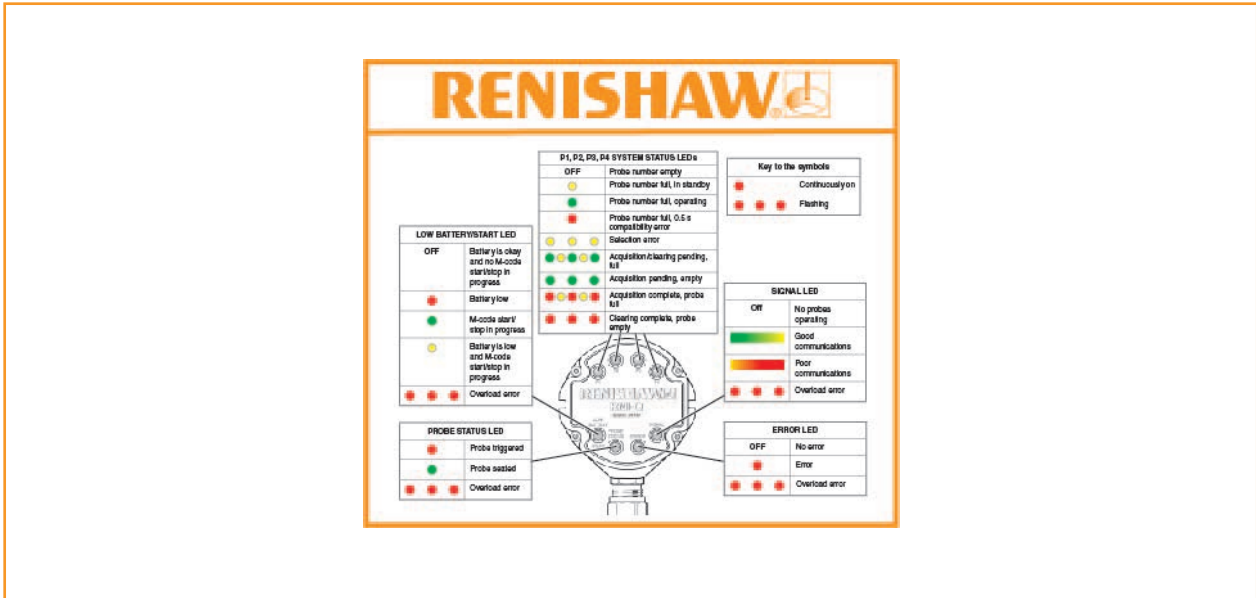 RENISHAW
P1, P2, P3, P4 SYSTEM STATUS LEDs
OFF Probe number empty
Probe number full, in standby
Probe number full, operating
Probe number full, 0.5 s
compatibility error
Selection error
Acquisition/clearing pending,
full
Acquisition pending, empty
Acquisition complete, probe
full
Clearing complete, probe
empty
Key to the symbols
Continuously on
Flashing
LOW BATTERY/START LED
OFF Battery is okay
and no M-code
start/stop in
progress
Battery low
M-code start/
stop in progress
Battery is low
and M-code
start/stop in
progress
Overload error
SIGNAL LED
Off No probes
operating
Good
communications
Poor
communications
Overload error
RENISHAW
PROBE STATUS LED
Probe triggered
Probe seated
Overload error
ERROR LED
OFF No error
Error
Overload error